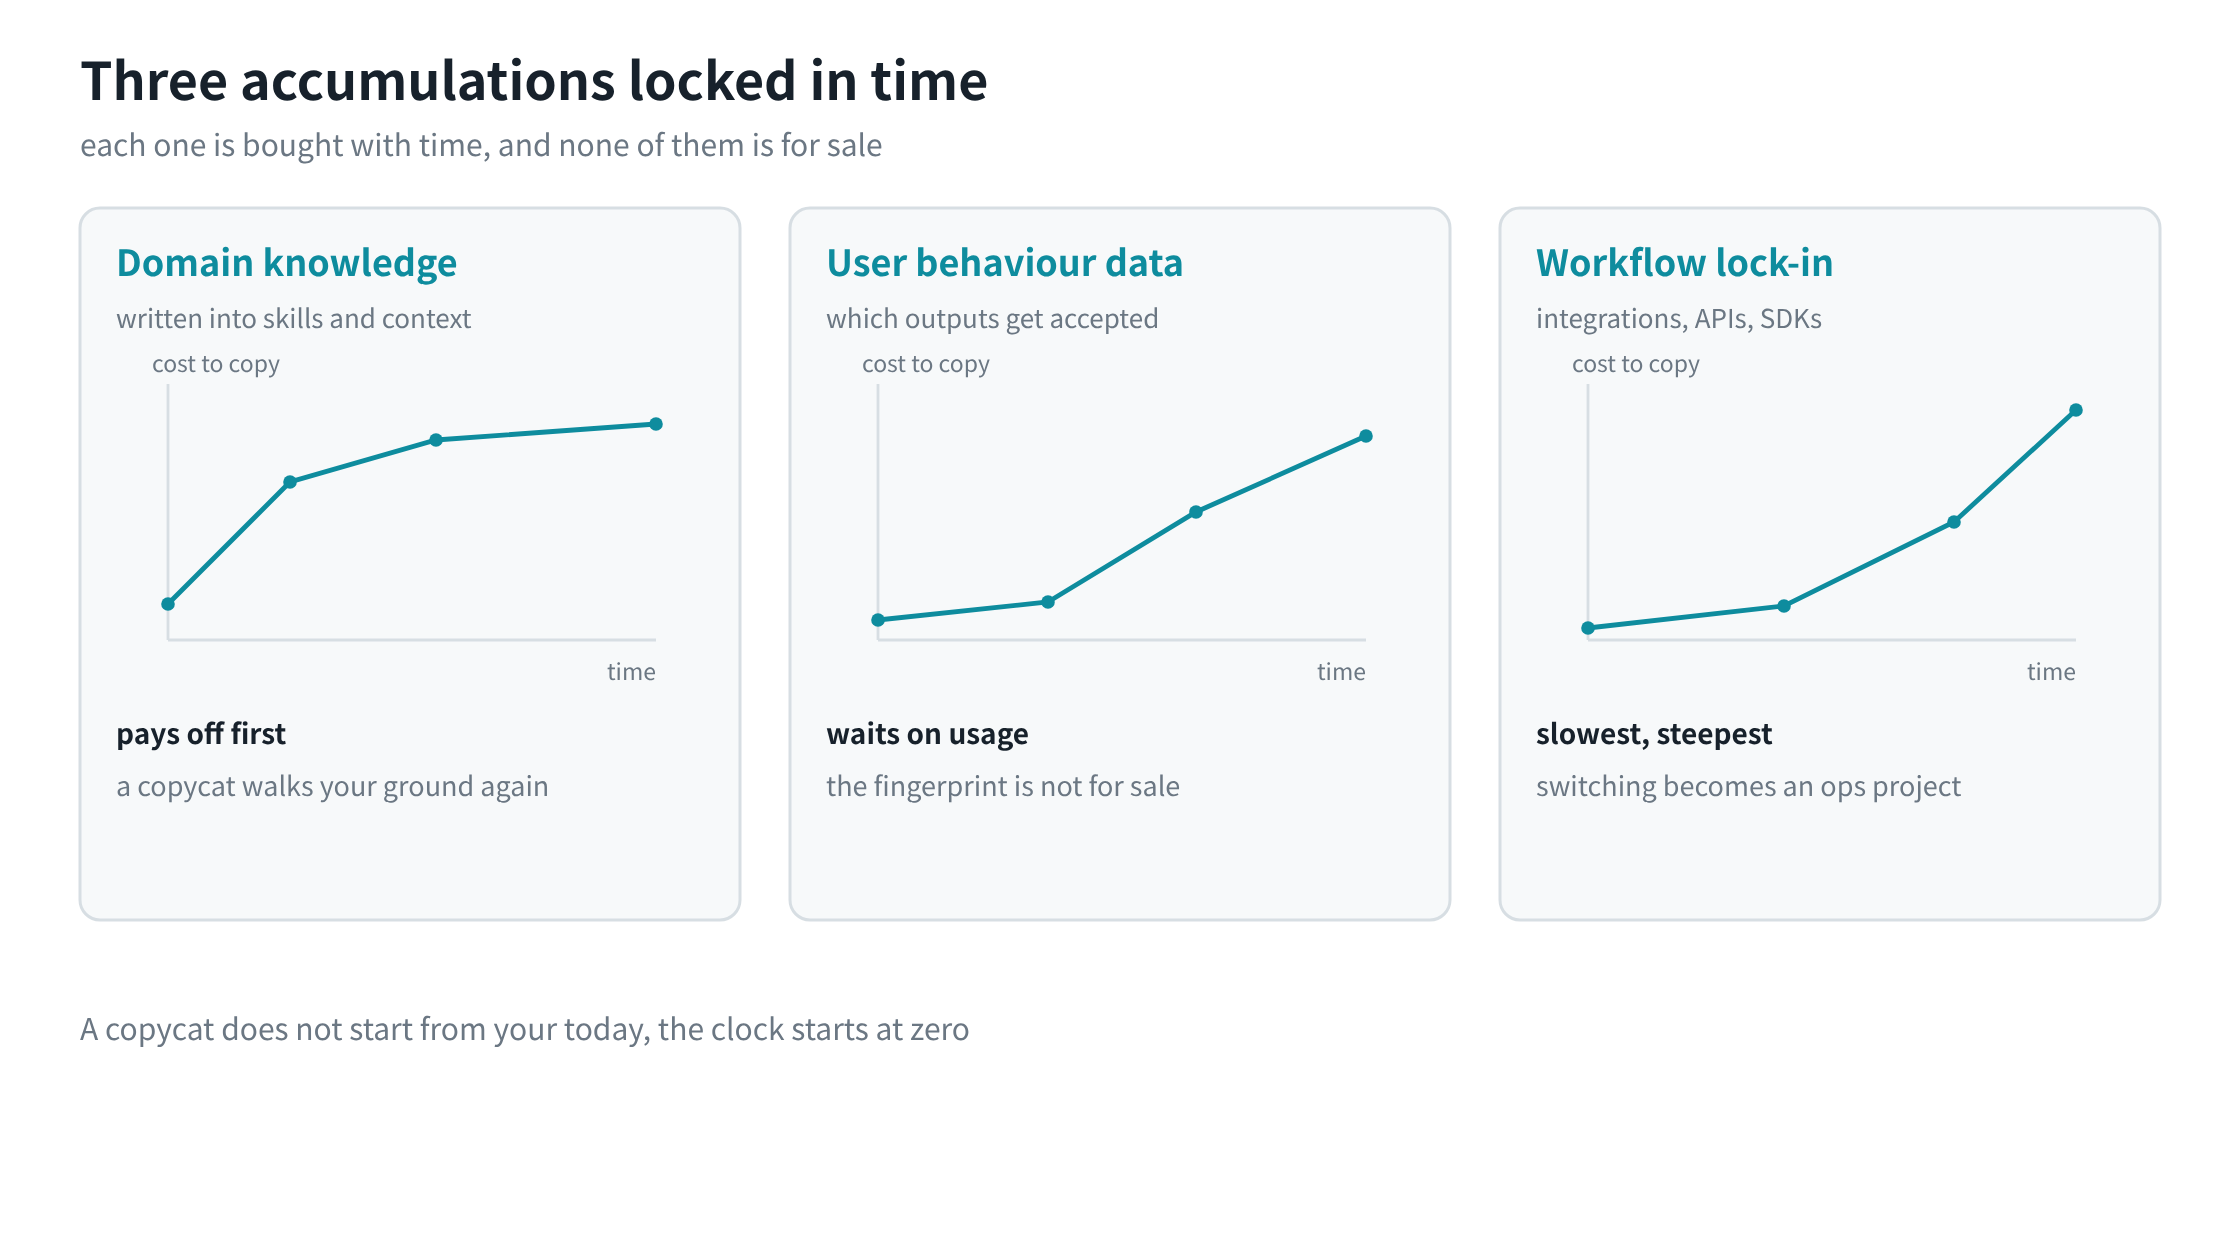 Three accumulations locked in time
each one is bought with time, and none of them is for sale
Domain knowledge
written into skills and context
cost to copy
time
pays off first
a copycat walks your ground again
User behaviour data
which outputs get accepted
cost to copy
time
waits on usage
the fingerprint is not for sale
Workflow lock-in
integrations, APIs, SDKs
cost to copy
time
slowest, steepest
switching becomes an ops project
A copycat does not start from your today, the clock starts at zero